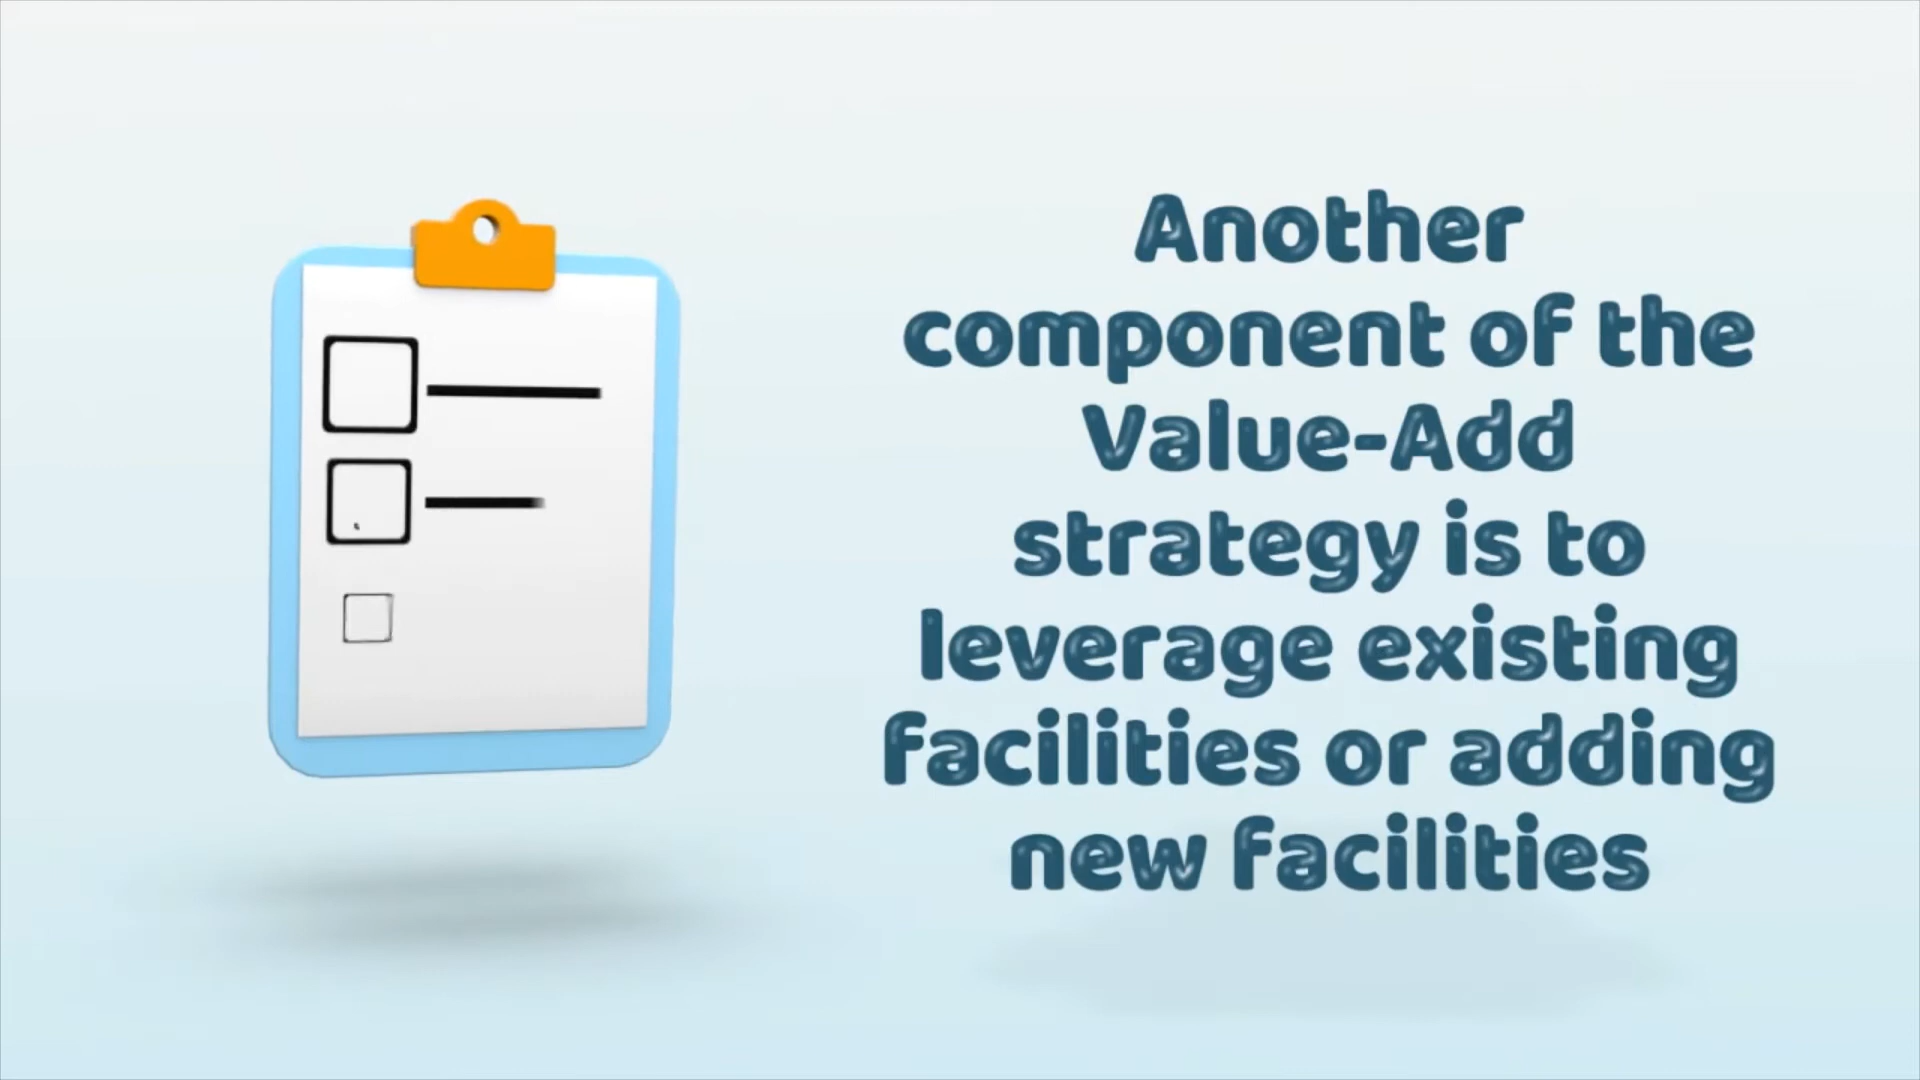 Another
component of the
Value-Add
strategy is to
leverage existing
facilities or adding
new facilities